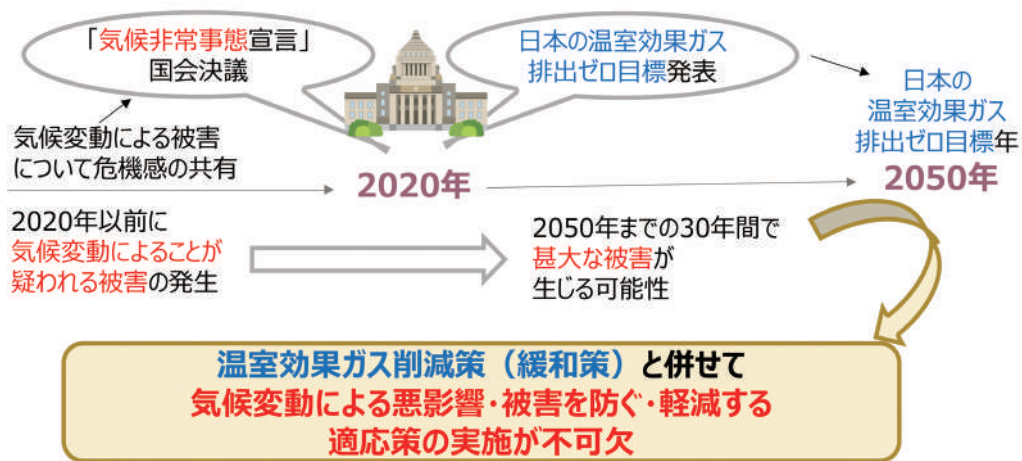 「気候非常事態宣言」
国会決議
日本の温室効果ガス
排出ゼロ目標発表
気候変動による被害
について危機感の共有
2020年
日本の
温室効果ガス
排出ゼロ目標年
2050年
2020年以前に
気候変動によることが
疑われる被害の発生
2050年までの30年間で
甚大な被害が
生じる可能性
温室効果ガス削減策（緩和策）と併せて
気候変動による悪影響・被害を防ぐ・軽減する
適応策の実施が不可欠